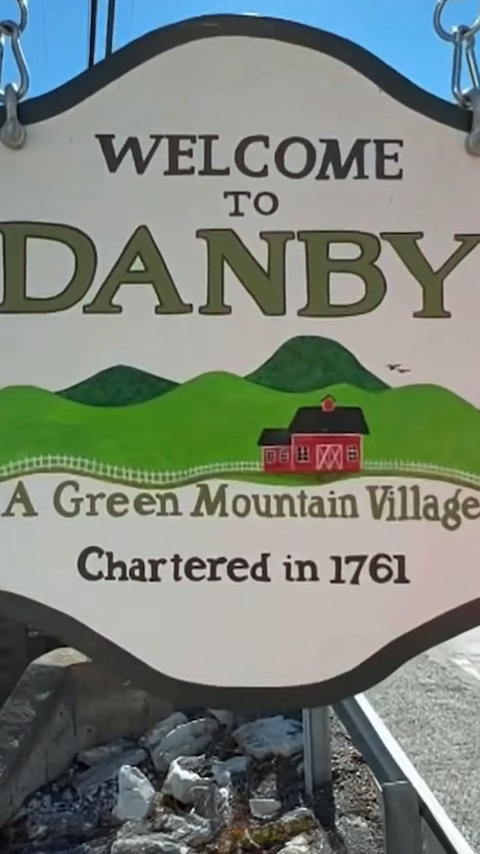 WELCOME
TO
DANBY
A Green Mountain Village
Chartered in 1761